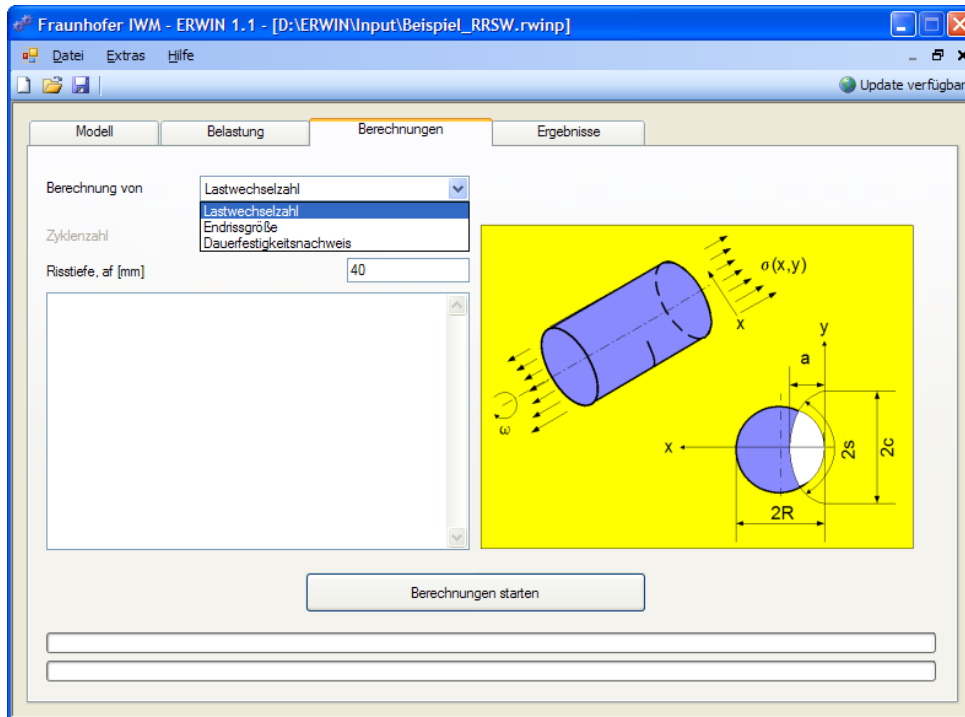 Fraunhofer IWM - ERWIN 1.1 - [D:\ERWIN\Input\Beispiel_RRSW.rwinp]
Datei Extras Hilfe
Update verfügbar
Modell Belastung Berechnungen Ergebnisse
Berechnung von Lastwechselzahl
Lastwechselzahl
Endrissgröße
Dauerfestigkeitsnachweis
Zyklenzahl
Risstiefe, af [mm] 40
σ(x,y)
x
y
a
ω
x
2s
2c
2R
Berechnungen starten